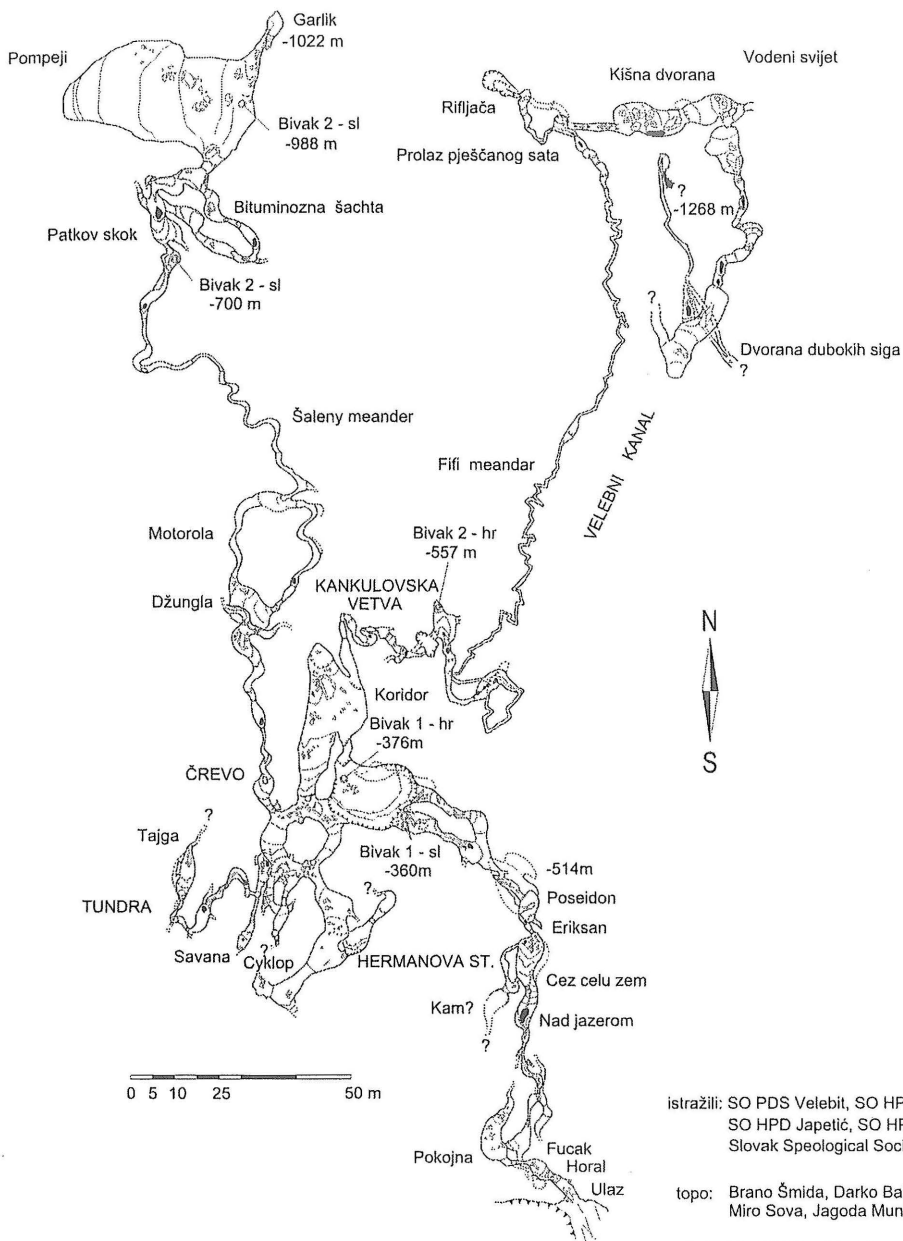 Garlik
-1022 m
Pompeji
Vodeni svijet
Kišna dvorana
Rifljača
Bivak 2 - sl
-988 m
Prolaz pješčanog sata
?
-1268 m
Bituminozna šachta
Patkov skok
Bivak 2 - sl
-700 m
?
Dvorana dubokih siga
?
Šaleny meander
Fifi meandar
VELEBNI KANAL
Motorola
Bivak 2 - hr
-557 m
Džungla
KANKULOVSKA
VETVA
N
S
Koridor
Bivak 1 - hr
-376m
ČREVO
?
Tajga
Bivak 1 - sl
-360m
-514m
?
Poseidon
TUNDRA
Eriksan
Savana
?
Cyklop
HERMANOVA ST.
Cez celu zem
Kam?
Nad jazerom
?
0 5 10 25 50 m
istražili: SO PDS Velebit, SO HP
SO HPD Japetić, SO HP
Slovak Speological Soci
Fucak
Pokojna
Horal
Ulaz
topo: Brano Šmida, Darko Ba
Miro Sova, Jagoda Mun